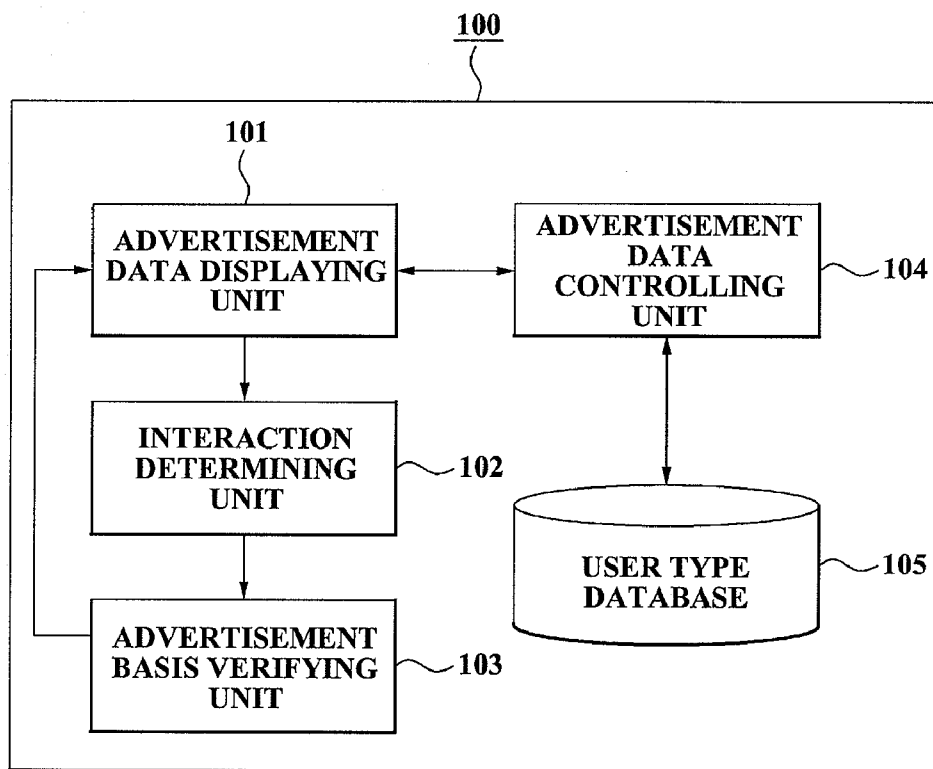 100
101
ADVERTISEMENT
DATA DISPLAYING
UNIT
ADVERTISEMENT
DATA
CONTROLLING
UNIT
104
INTERACTION
DETERMINING
UNIT
102
USER TYPE
DATABASE
105
ADVERTISEMENT
BASIS VERIFYING
UNIT
103